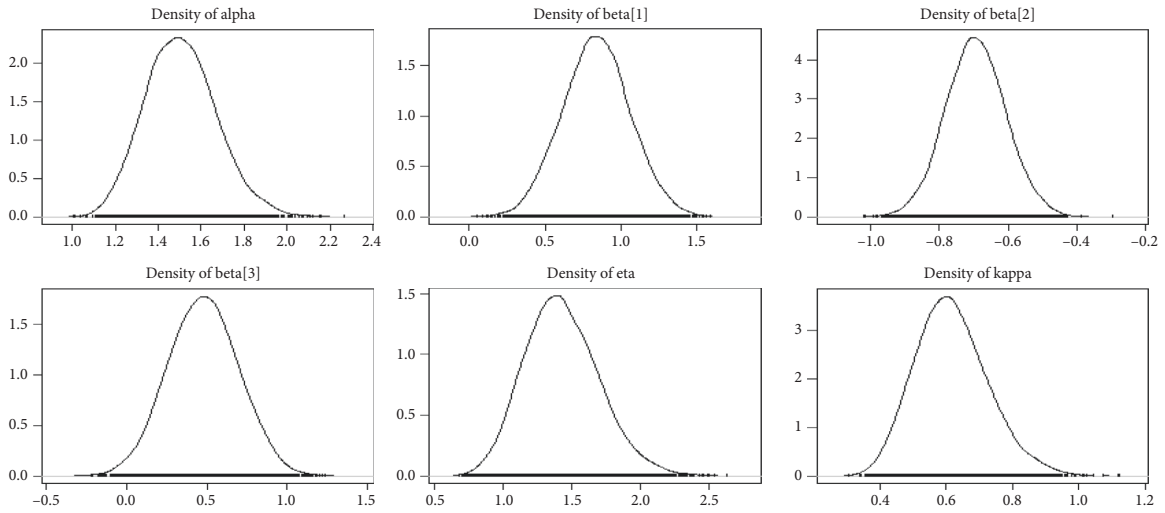 Density of alpha
2.0
1.5
1.0
0.5
0.0
1.0 1.2 1.4 1.6 1.8 2.0 2.2 2.4
Density of beta[1]
1.5
1.0
0.5
0.0
0.0 0.5 1.0 1.5
Density of beta[2]
4
3
2
1
0
−1.0 −0.8 −0.6 −0.4 −0.2
Density of beta[3]
1.5
1.0
0.5
0.0
−0.5 0.0 0.5 1.0 1.5
Density of eta
1.5
1.0
0.5
0.0
0.5 1.0 1.5 2.0 2.5
Density of kappa
3
2
1
0
0.4 0.6 0.8 1.0 1.2